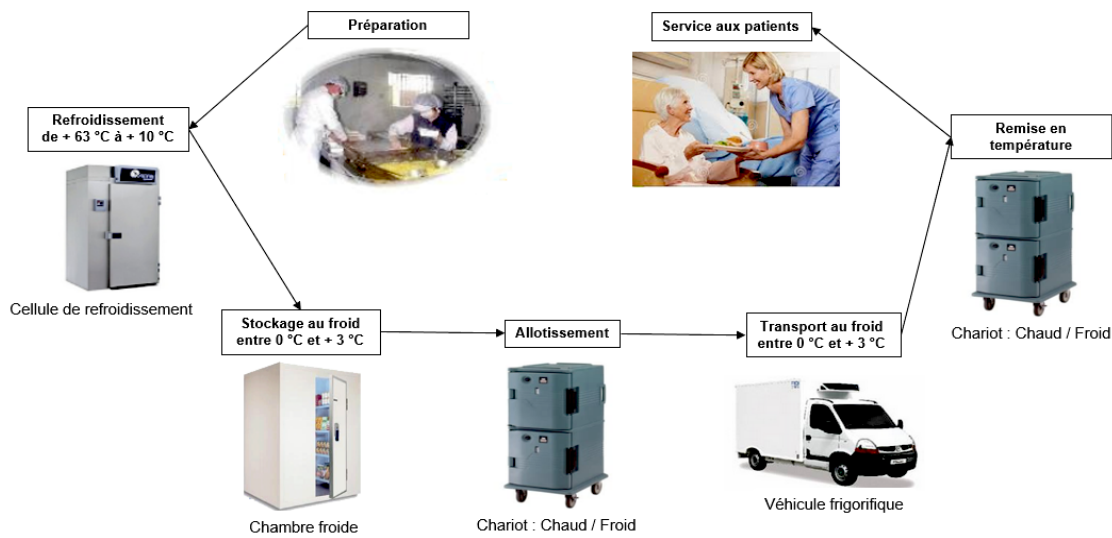 Préparation
Service aux patients
Refroidissement
de + 63 °C à + 10 °C
Remise en
température
Cellule de refroidissement
Stockage au froid
entre 0 °C et + 3 °C
Allotissement
Transport au froid
entre 0 °C et + 3 °C
Chariot : Chaud / Froid
Chambre froide
Chariot : Chaud / Froid
Véhicule frigorifique